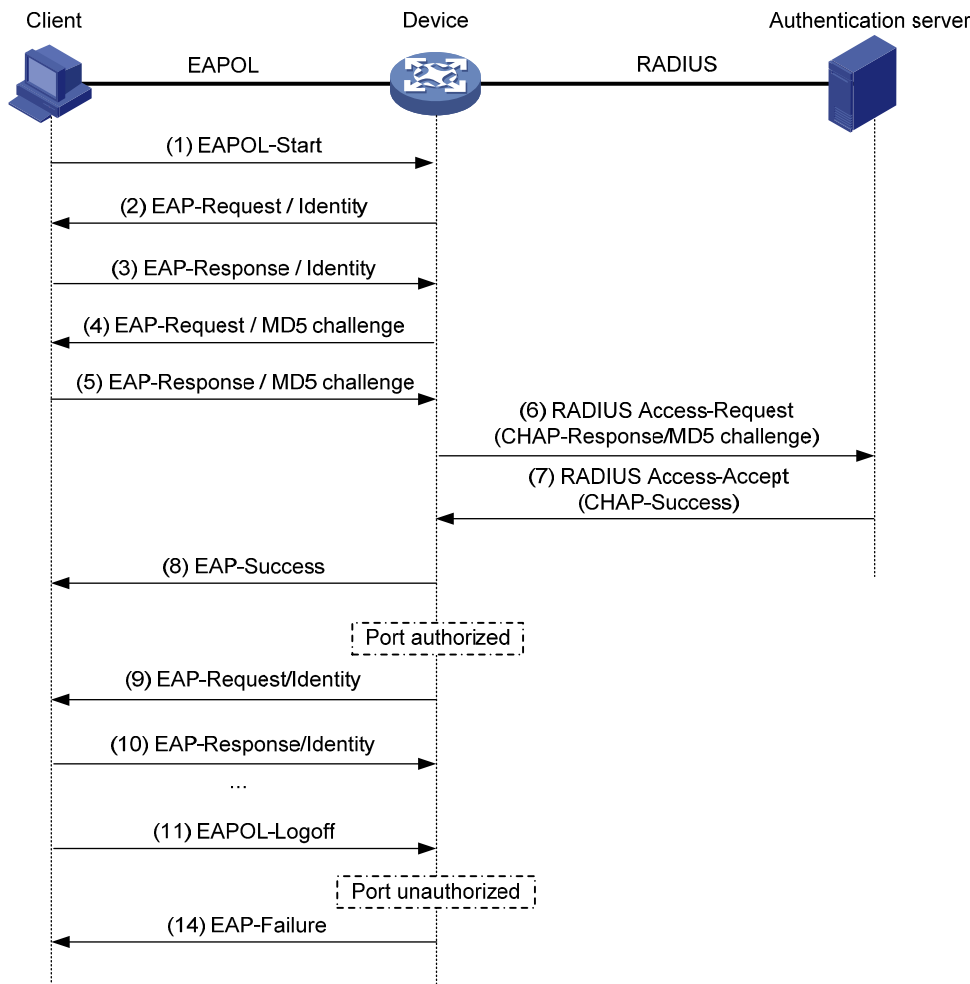 Client
Device
Authentication server
EAPOL
RADIUS
(1) EAPOL-Start
(2) EAP-Request / Identity
(3) EAP-Response / Identity
(4) EAP-Request / MD5 challenge
(5) EAP-Response / MD5 challenge
(6) RADIUS Access-Request
(CHAP-Response/MD5 challenge)
(7) RADIUS Access-Accept
(CHAP-Success)
(8) EAP-Success
Port authorized
(9) EAP-Request/Identity
(10) EAP-Response/Identity
...
(11) EAPOL-Logoff
Port unauthorized
(14) EAP-Failure